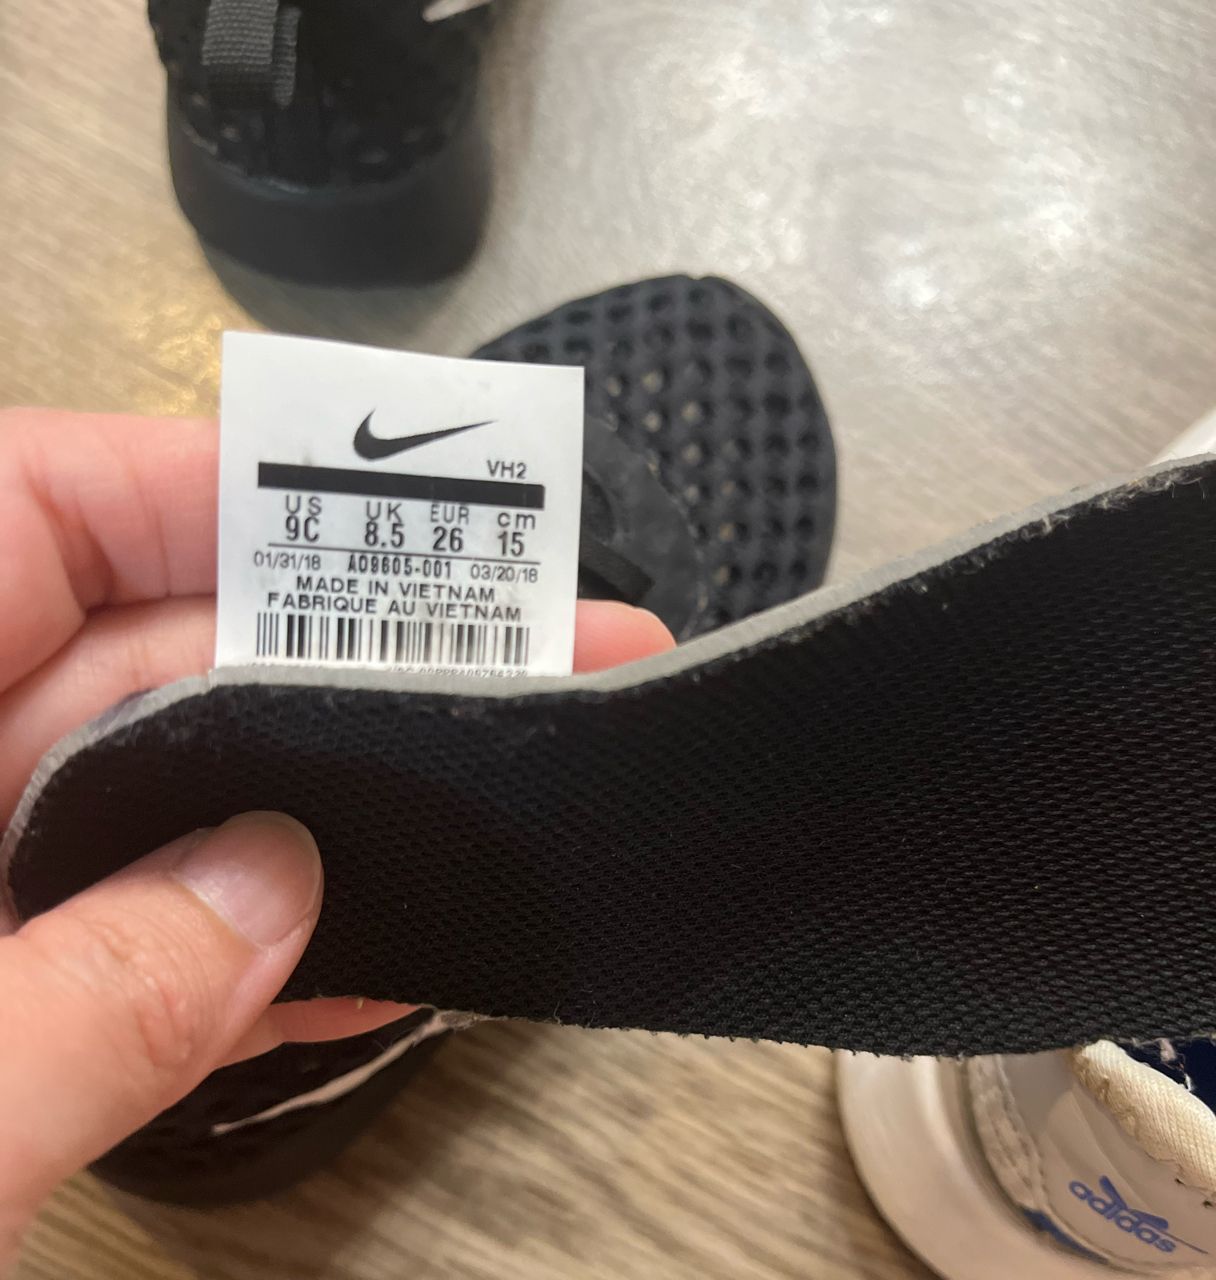 VH2
US UK EUR cm
9C 8.5 26 15
01/31/18 AO9605-001 03/20/18
MADE IN VIETNAM
FABRIQUE AU VIETNAM
adidas